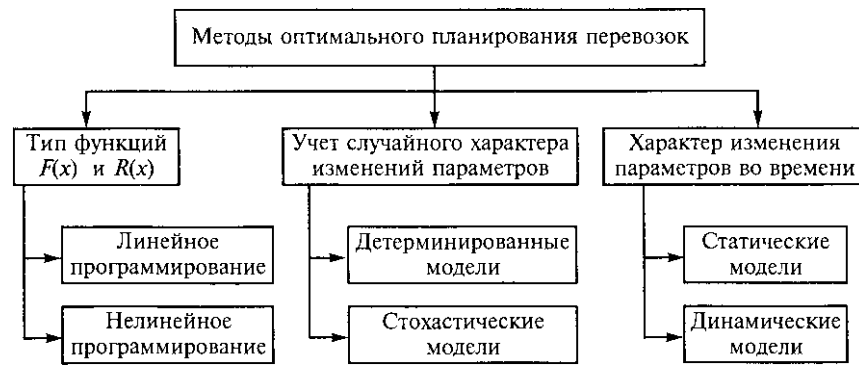 Методы оптимального планирования перевозок
Тип функций
F(x) и R(x)
Учет случайного характера
изменений параметров
Характер изменения
параметров во времени
Линейное
программирование
Детерминированные
модели
Статические
модели
Нелинейное
программирование
Стохастические
модели
Динамические
модели